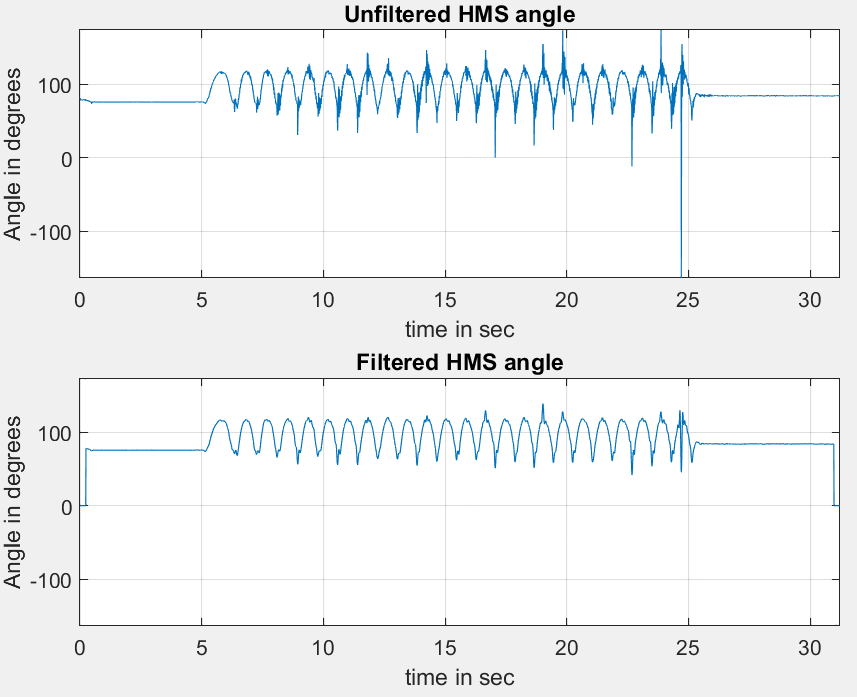 Unfiltered HMS angle
Angle in degrees
100
0
-100
0 5 10 15 20 25 30
time in sec
Filtered HMS angle
Angle in degrees
100
0
-100
0 5 10 15 20 25 30
time in sec